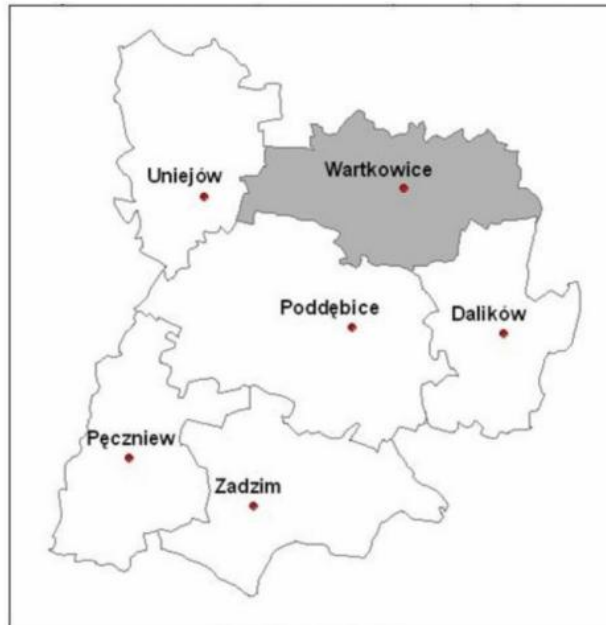 Uniejów
Wartkowice
Poddębice
Dalików
Pęczniew
Zadzim